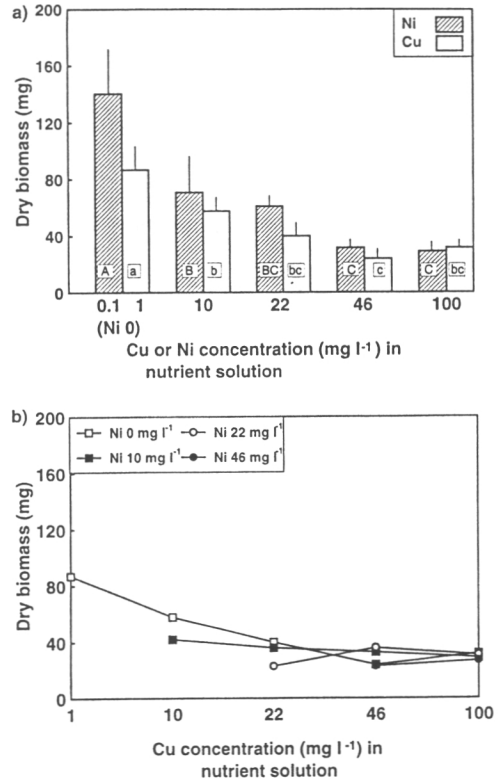 a)
200
160
120
80
40
0
Dry biomass (mg)
Ni
Cu
A a B b BC bc C c C bc
0.1 1 10 22 46 100
(Ni 0)
Cu or Ni concentration (mg l-1) in
nutrient solution
b)
200
160
120
80
40
0
Dry biomass (mg)
Ni 0 mg l-1 Ni 22 mg l-1
Ni 10 mg l-1 Ni 46 mg l-1
1 10 22 46 100
Cu concentration (mg l-1) in
nutrient solution